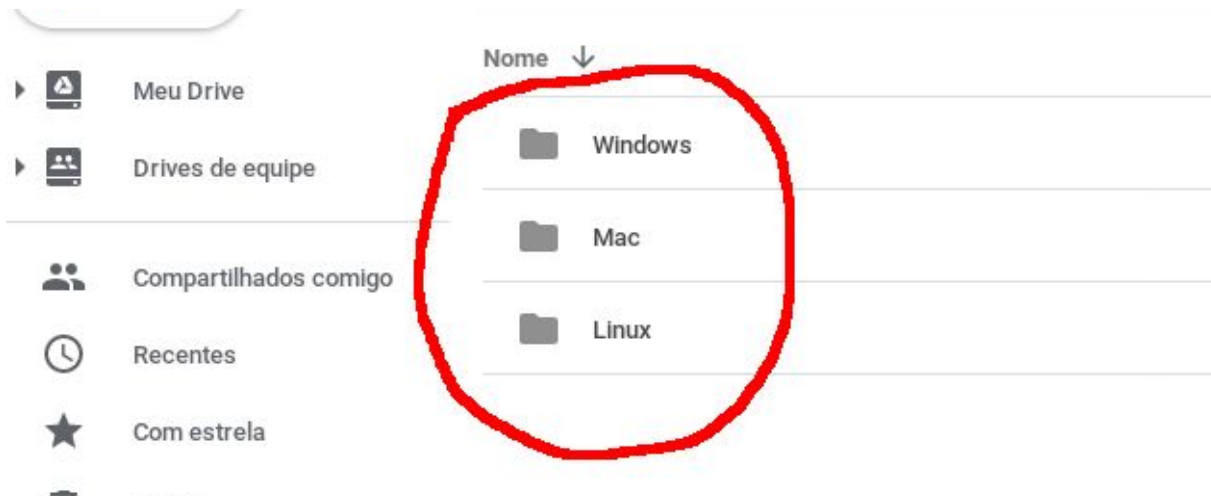 Meu Drive
Drives de equipe
Compartilhados comigo
Recentes
Com estrela
Nome
Windows
Mac
Linux